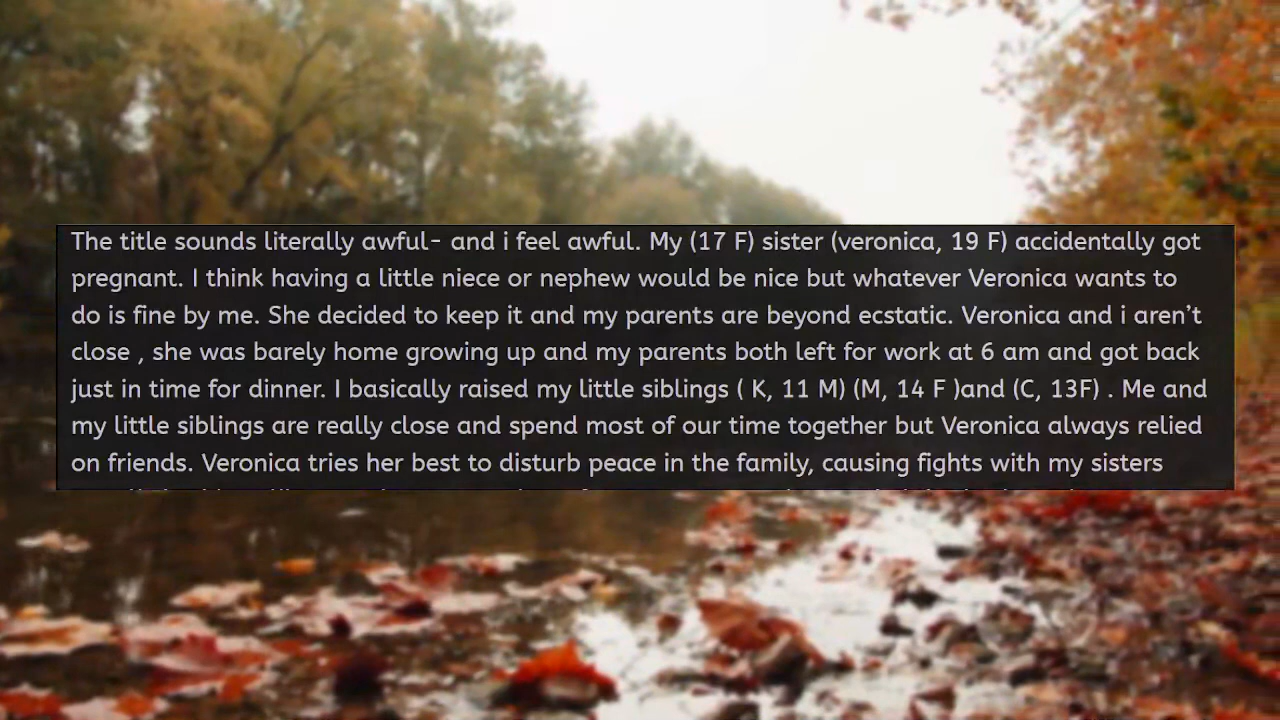 The title sounds literally awful- and i feel awful. My (17 F) sister (veronica, 19 F) accidentally got
pregnant. I think having a little niece or nephew would be nice but whatever Veronica wants to
do is fine by me. She decided to keep it and my parents are beyond ecstatic. Veronica and i aren’t
close , she was barely home growing up and my parents both left for work at 6 am and got back
just in time for dinner. I basically raised my little siblings ( K, 11 M) (M, 14 F )and (C, 13F) . Me and
my little siblings are really close and spend most of our time together but Veronica always relied
on friends. Veronica tries her best to disturb peace in the family, causing fights with my sisters